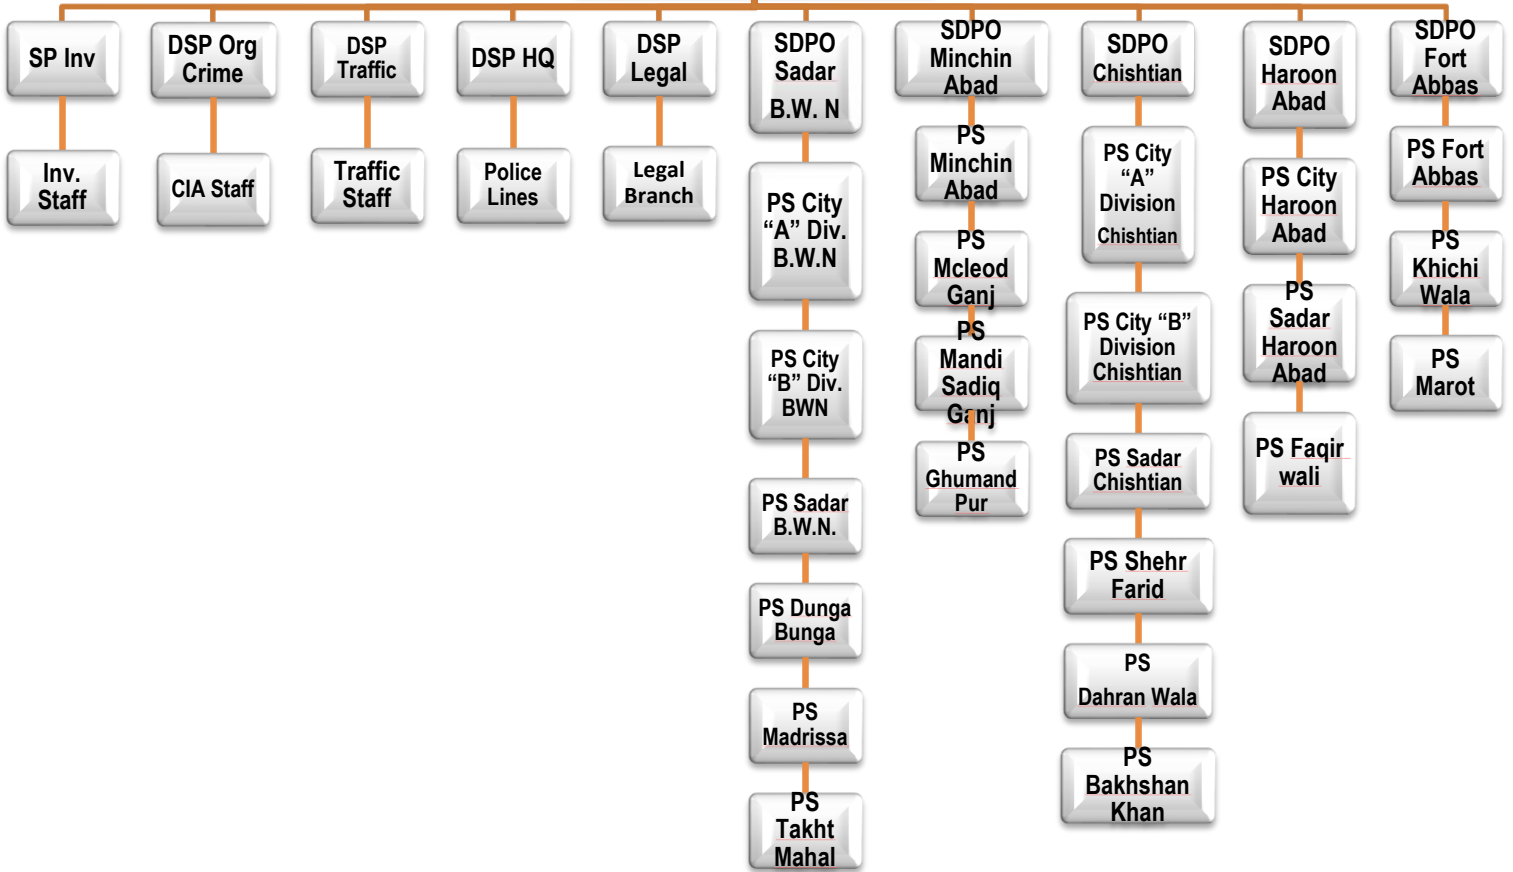 SP Inv
Inv.
Staff
DSP Org
Crime
CIA Staff
DSP
Traffic
Traffic
Staff
DSP HQ
Police
Lines
DSP
Legal
Legal
Branch
SDPO
Sadar
B.W. N
PS City
“A” Div.
B.W.N
PS City
“B” Div.
BWN
PS Sadar
B.W.N.
PS Dunga
Bunga
PS
Madrissa
PS
Takht
Mahal
SDPO
Minchin
Abad
PS
Minchin
Abad
PS
Mcleod
Ganj
PS
Mandi
Sadiq
Ganj
PS
Ghumand
Pur
SDPO
Chishtian
PS City
“A”
Division
Chishtian
PS City “B”
Division
Chishtian
PS Sadar
Chishtian
PS Shehr
Farid
PS
Dahran Wala
PS
Bakhshan
Khan
SDPO
Haroon
Abad
PS City
Haroon
Abad
PS
Sadar
Haroon
Abad
PS Faqir
wali
SDPO
Fort
Abbas
PS Fort
Abbas
PS
Khichi
Wala
PS
Marot